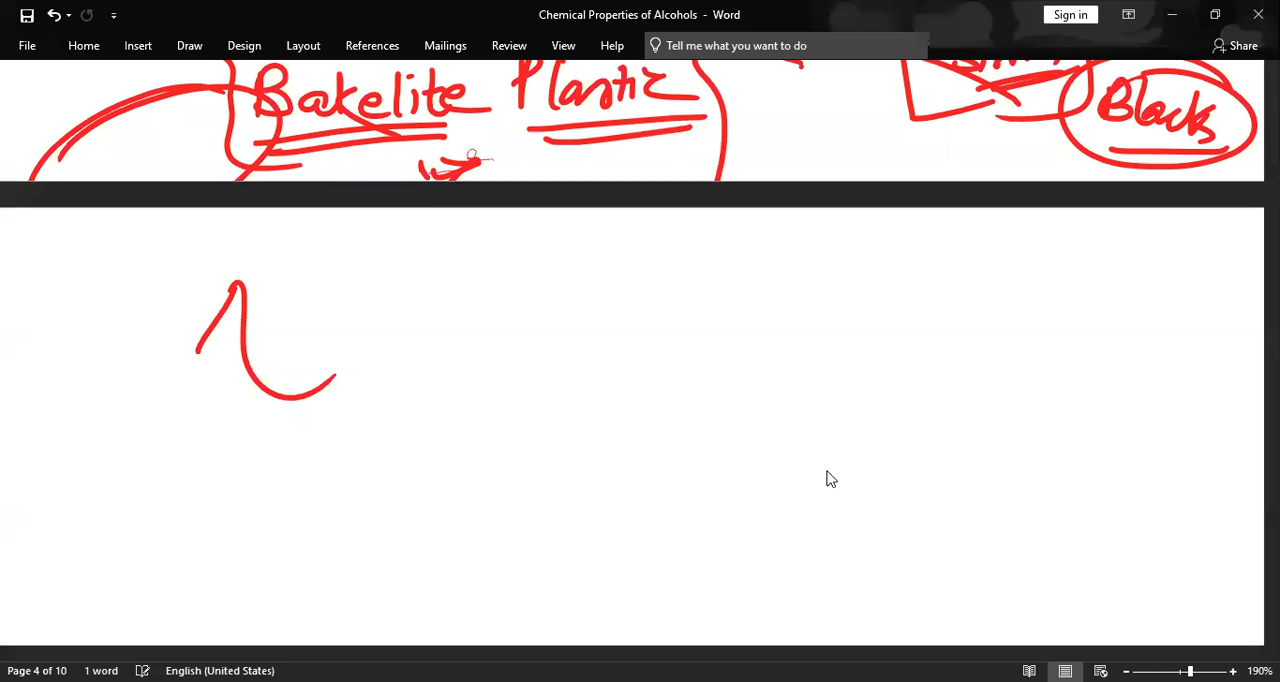 Chemical Properties of Alcohols - Word
Sign in
File Home Insert Draw Design Layout References Mailings Review View Help Tell me what you want to do Share
Bakelite Plastic
Blacks
Page 4 of 10 1 word English (United States) 190%